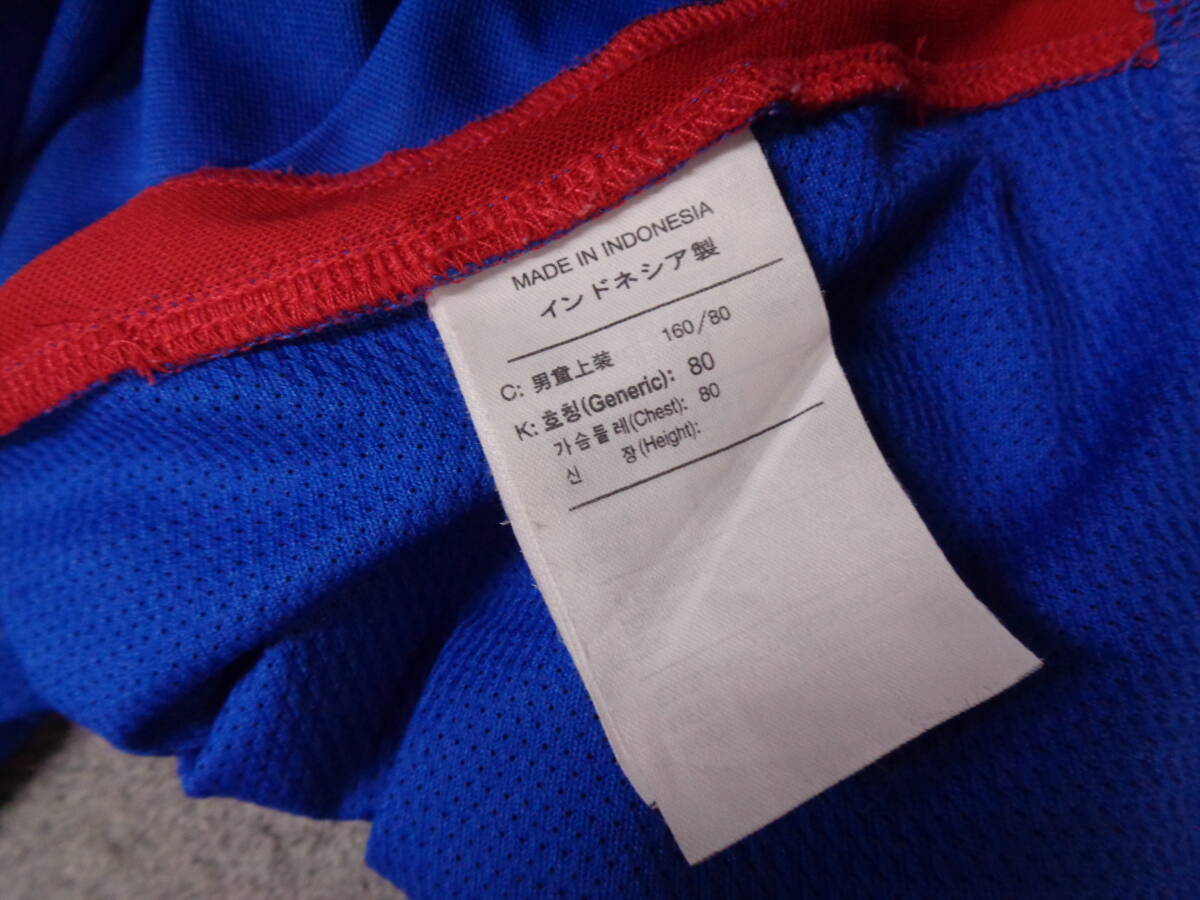 MADE IN INDONESIA
インドネシア製
C: 男童上装 160/80
K: 호칭(Generic): 80
가슴둘레(Chest): 80
신 장(Height):